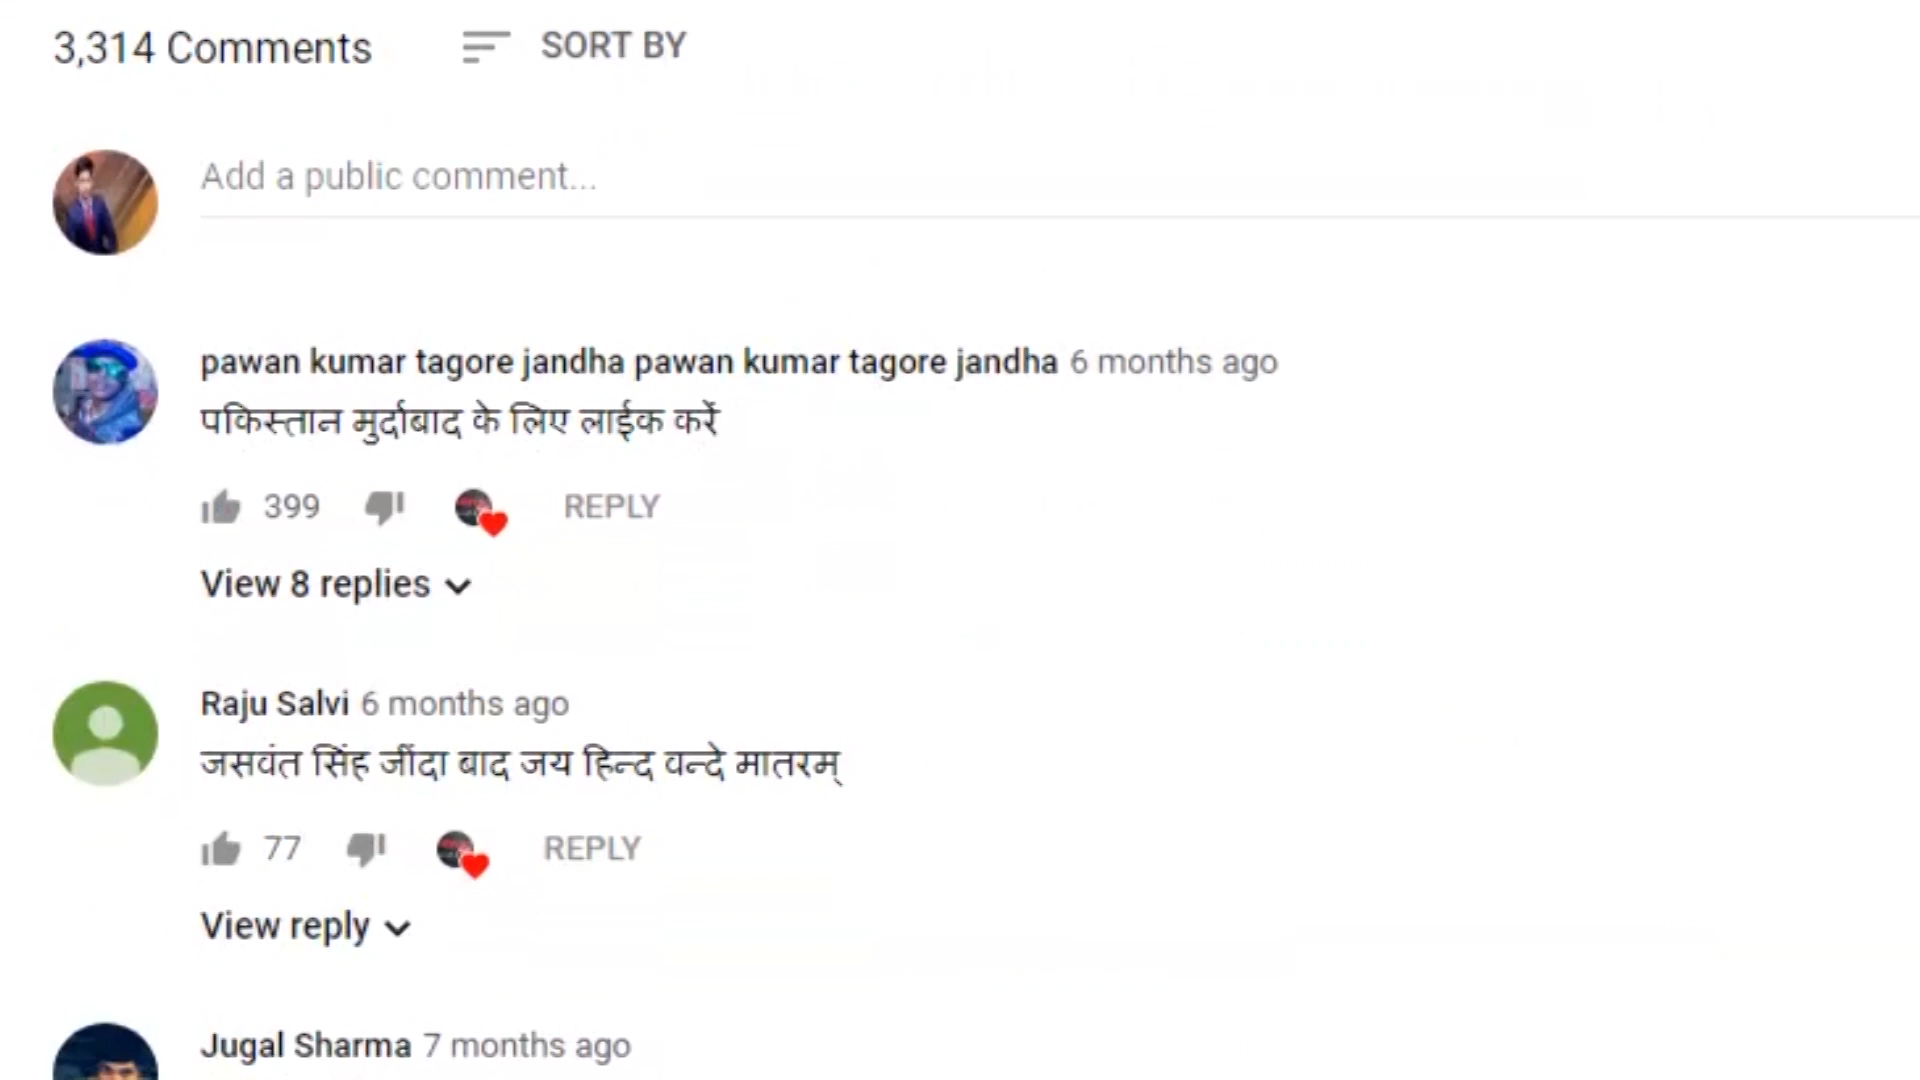 3,314 Comments SORT BY
Add a public comment...
pawan kumar tagore jandha pawan kumar tagore jandha 6 months ago
पकिस्तान मुर्दाबाद के लिए लाईक करें
399 REPLY
View 8 replies
Raju Salvi 6 months ago
जसवंत सिंह जींदा बाद जय हिन्द वन्दे मातरम्
77 REPLY
View reply
Jugal Sharma 7 months ago